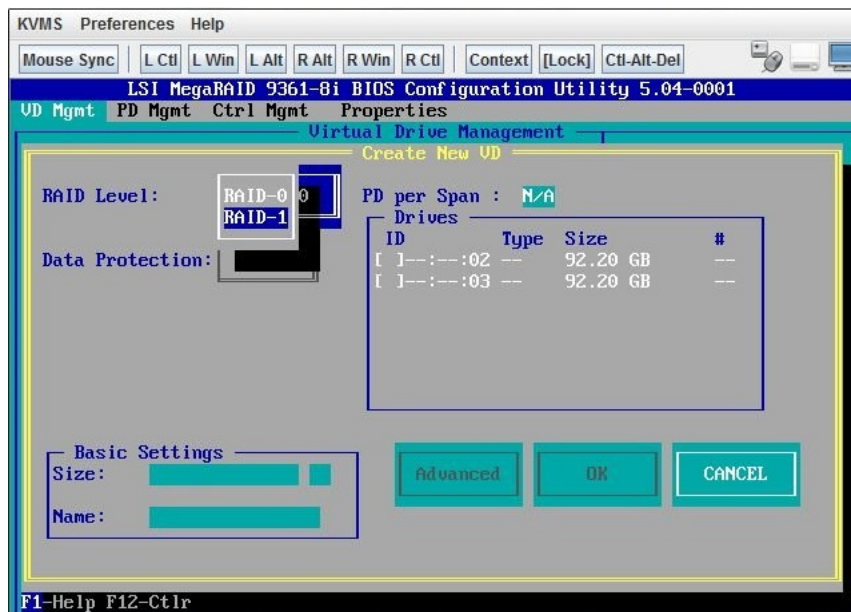 KVMS Preferences Help
Mouse Sync L Ctl L Win L Alt R Alt R Win R Ctl Context [Lock] Ctl-Alt-Del
LSI MegaRAID 9361-8i BIOS Configuration Utility 5.04-0001
VD Mgmt PD Mgmt Ctrl Mgmt Properties
Virtual Drive Management
Create New VD
RAID Level: RAID-0 0 PD per Span : N/A
RAID-1
Drives
ID Type Size #
Data Protection: [ ]--:--:02 -- 92.20 GB --
[ ]--:--:03 -- 92.20 GB --
Basic Settings
Size:
Advanced OK CANCEL
Name:
F1-Help F12-Ctlr